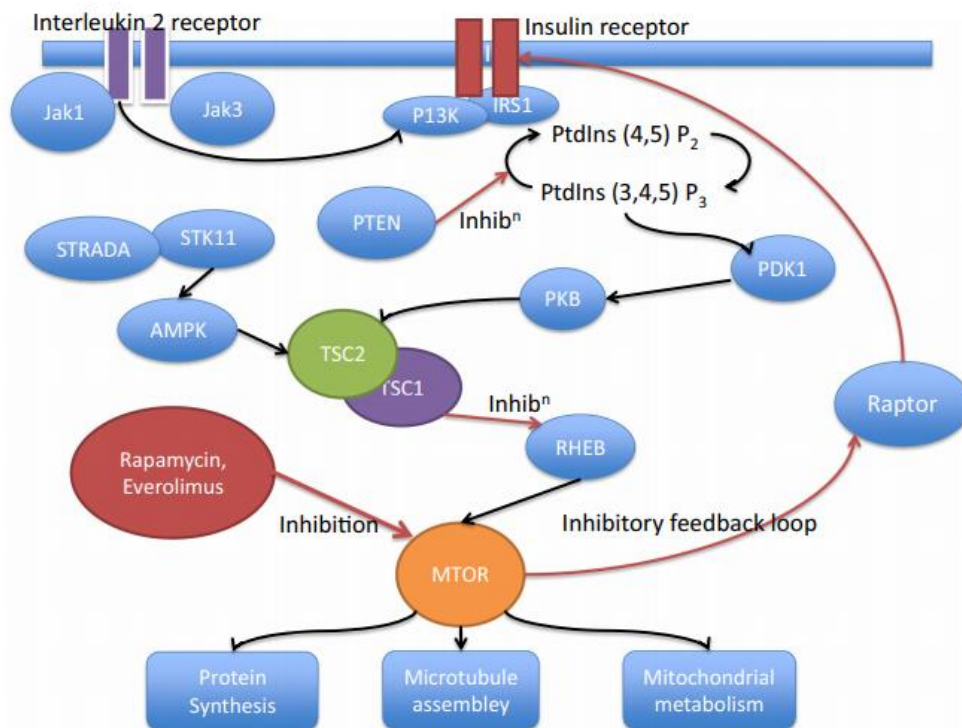 Interleukin 2 receptor
Insulin receptor
Jak1
Jak3
P13K
IRS1
PtdIns (4,5) P₂
PtdIns (3,4,5) P₃
PTEN
Inhibⁿ
STRADA
STK11
PDK1
PKB
AMPK
TSC2
TSC1
Inhibⁿ
Raptor
RHEB
Rapamycin,
Everolimus
Inhibition
Inhibitory feedback loop
MTOR
Protein
Synthesis
Microtubule
assembley
Mitochondrial
metabolism